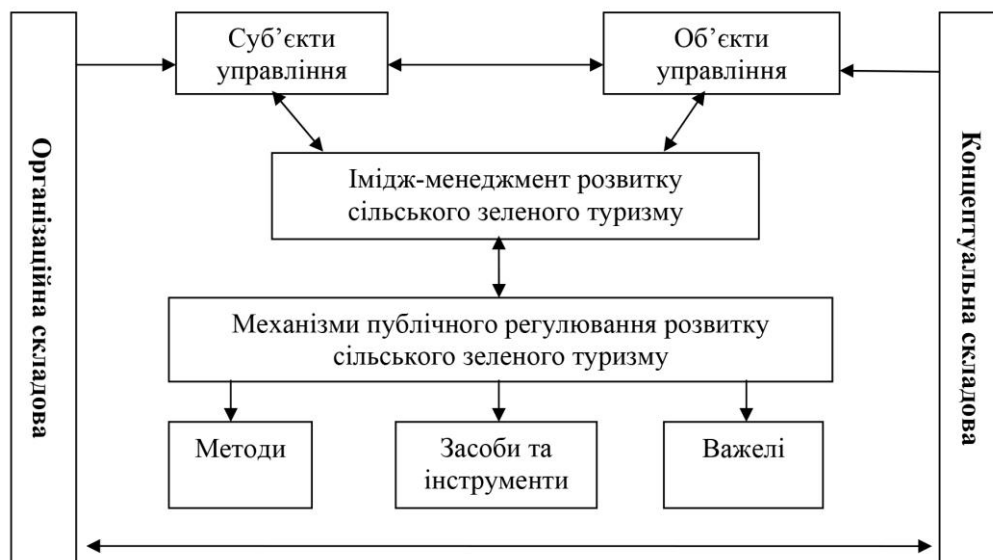 Суб’єкти
управління
Об’єкти
управління
Організаційна складова
Концептуальна складова
Імідж-менеджмент розвитку
сільського зеленого туризму
Механізми публічного регулювання розвитку
сільського зеленого туризму
Методи
Засоби та
інструменти
Важелі